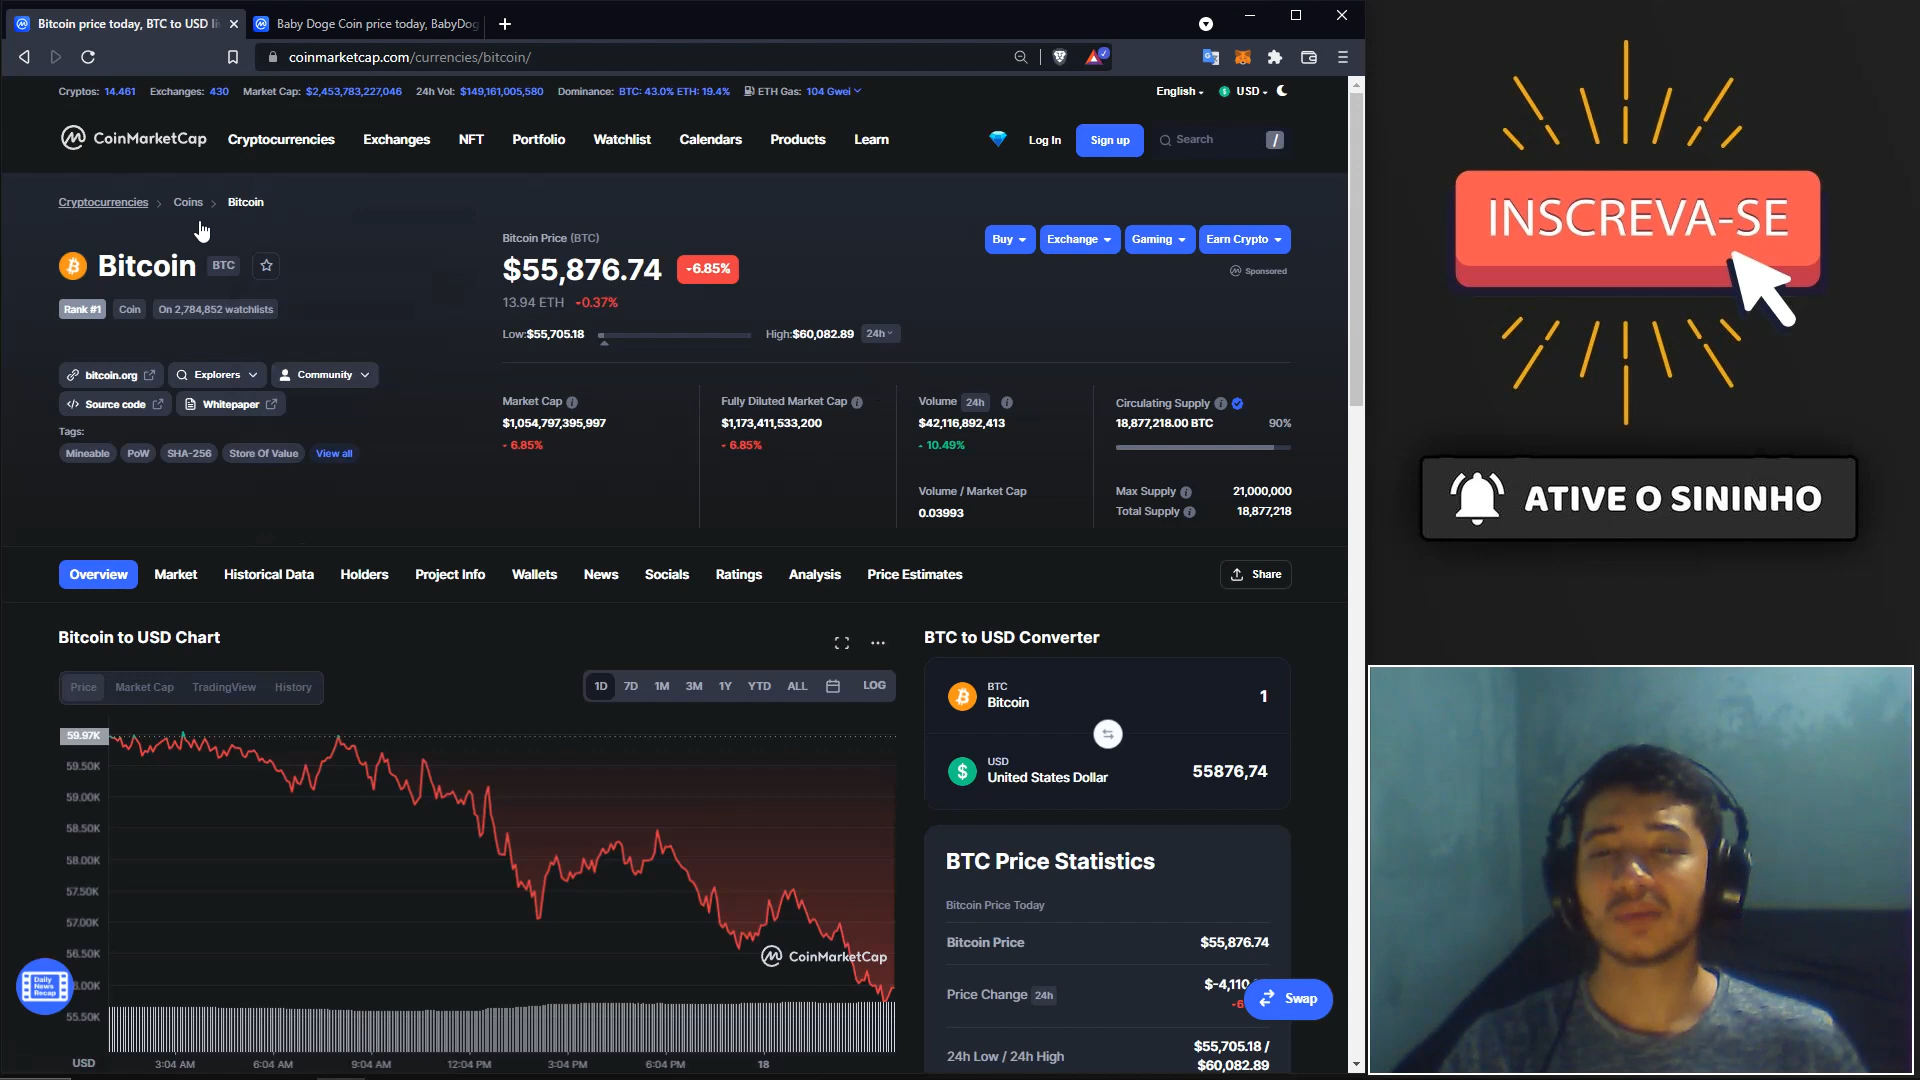 Bitcoin price today, BTC to USD li
Baby Doge Coin price today, BabyDog
coinmarketcap.com/currencies/bitcoin/
Cryptos: 14.461 Exchanges: 430 Market Cap: $2,453,783,227,046 24h Vol: $149,161,005,580 Dominance: BTC: 43.0% ETH: 19.4% ETH Gas: 104 Gwei
English USD
CoinMarketCap Cryptocurrencies Exchanges NFT Portfolio Watchlist Calendars Products Learn
Log In Sign up Search /
Cryptocurrencies > Coins > Bitcoin
Bitcoin BTC
Rank #1 Coin On 2,784,852 watchlists
bitcoin.org Explorers Community
Source code Whitepaper
Tags:
Mineable PoW SHA-256 Store Of Value View all
Bitcoin Price (BTC)
$55,876.74 6.85%
13.94 ETH 0.37%
Low:$55,705.18 High:$60,082.89 24h
Buy Exchange Gaming Earn Crypto
Sponsored
Market Cap
$1,054,797,395,997
6.85%
Fully Diluted Market Cap
$1,173,411,533,200
6.85%
Volume 24h
$42,116,892,413
10.49%
Volume / Market Cap
0.03993
Circulating Supply
18,877,218.00 BTC 90%
Max Supply 21,000,000
Total Supply 18,877,218
Overview Market Historical Data Holders Project Info Wallets News Socials Ratings Analysis Price Estimates
Share
Bitcoin to USD Chart
Price Market Cap TradingView History
1D 7D 1M 3M 1Y YTD ALL LOG
59.97K
59.50K
59.00K
58.50K
58.00K
57.50K
57.00K
56.50K
8.00K
55.50K
CoinMarketCap
Daily
News
Recap
USD 3:04 AM 6:04 AM 9:04 AM 12:04 PM 3:04 PM 6:04 PM 18
BTC to USD Converter
BTC
Bitcoin 1
USD
United States Dollar 55876,74
BTC Price Statistics
Bitcoin Price Today
Bitcoin Price $55,876.74
Price Change 24h $-4,110
Swap
24h Low / 24h High $55,705.18 /
$60,082.89
INSCREVA-SE
ATIVE O SININHO